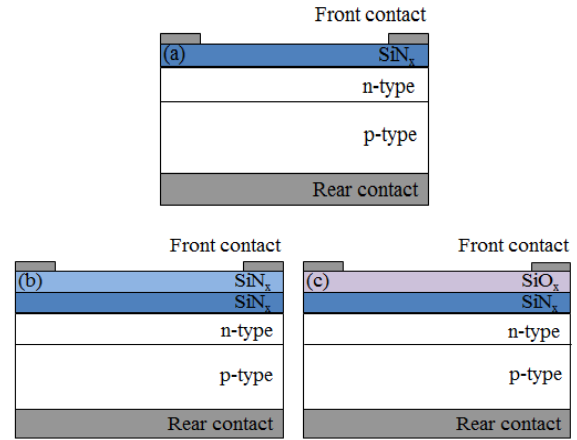 Front contact
(a) SiNₓ
n-type
p-type
Rear contact
Front contact
(b) SiNₓ
SiNₓ
n-type
p-type
Rear contact
Front contact
(c) SiOₓ
SiNₓ
n-type
p-type
Rear contact